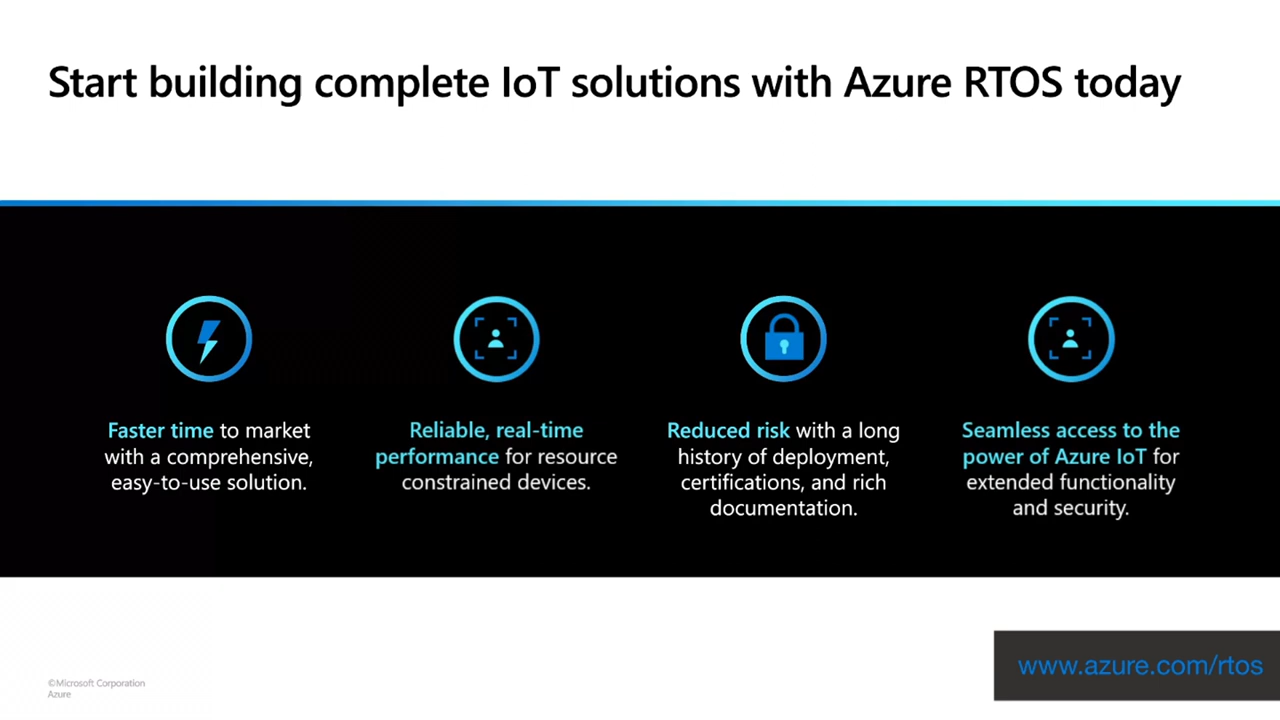 Start building complete IoT solutions with Azure RTOS today
Faster time to market
with a comprehensive,
easy-to-use solution.
Reliable, real-time
performance for resource
constrained devices.
Reduced risk with a long
history of deployment,
certifications, and rich
documentation.
Seamless access to the
power of Azure IoT for
extended functionality
and security.
©Microsoft Corporation
Azure
www.azure.com/rtos